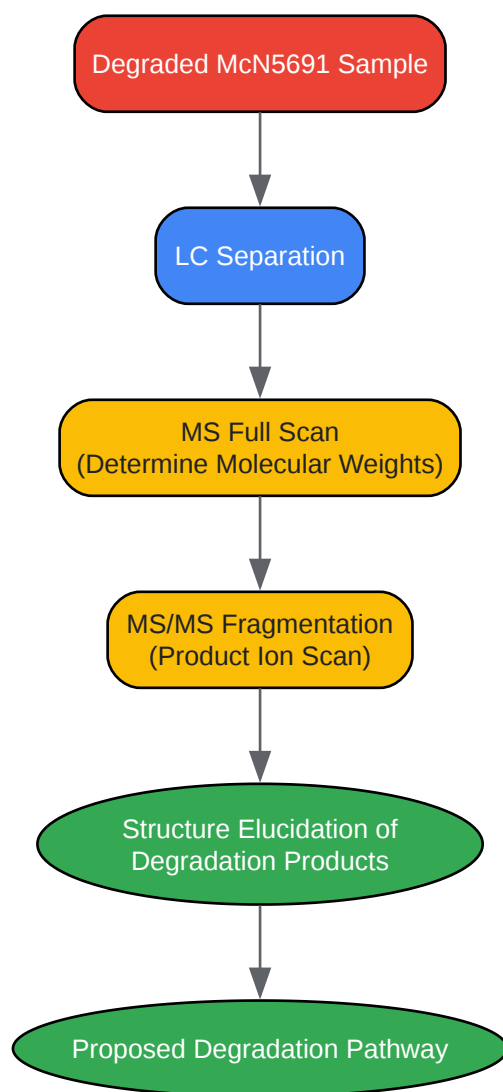 Degraded McN5691 Sample
LC Separation
MS Full Scan
(Determine Molecular Weights)
MS/MS Fragmentation
(Product Ion Scan)
Structure Elucidation of
Degradation Products
Proposed Degradation Pathway